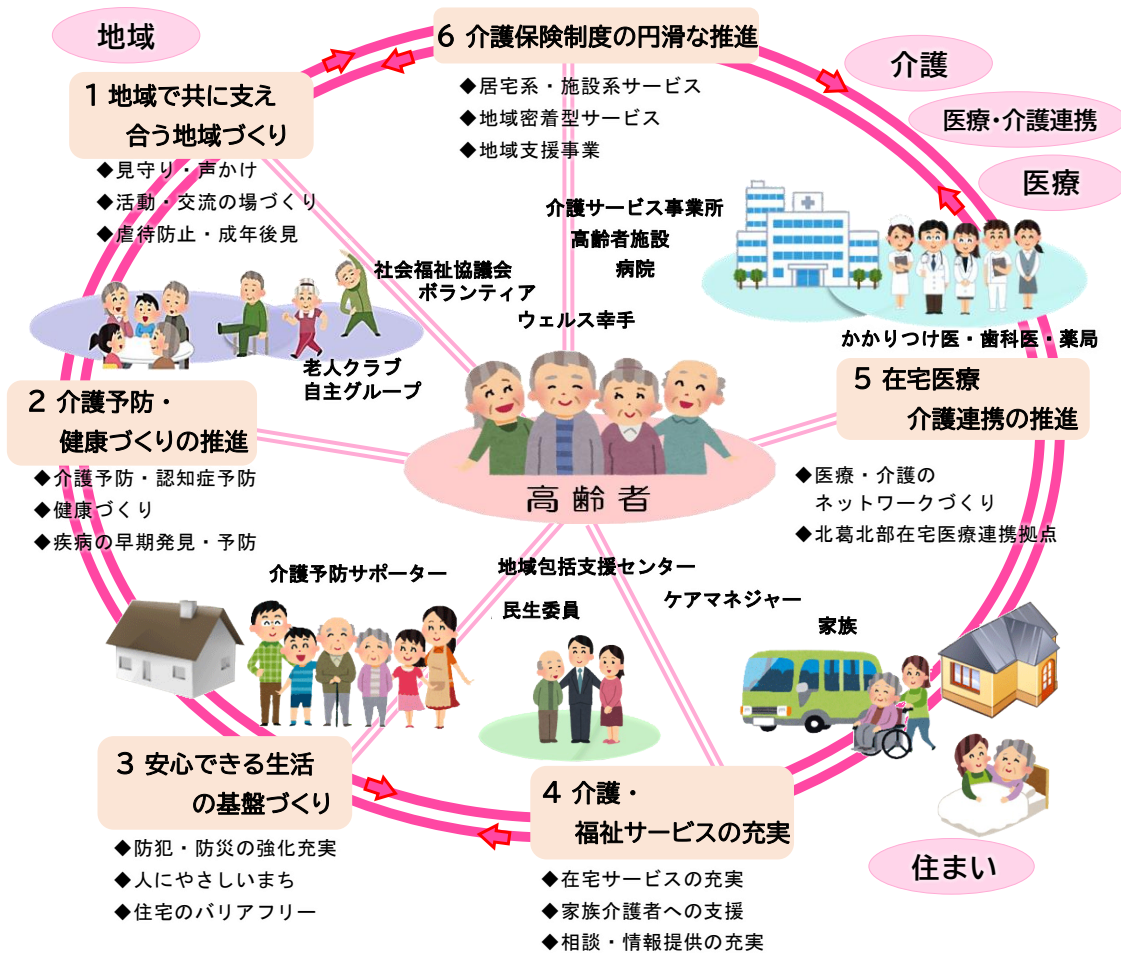 地域
6 介護保険制度の円滑な推進
◆居宅系・施設系サービス
◆地域密着型サービス
◆地域支援事業
介護
医療・介護連携
医療
1 地域で共に支え
合う地域づくり
◆見守り・声かけ
◆活動・交流の場づくり
◆虐待防止・成年後見
介護サービス事業所
高齢者施設
病院
社会福祉協議会
ボランティア
ウェルス幸手
かかりつけ医・歯科医・薬局
老人クラブ
自主グループ
2 介護予防・
健康づくりの推進
◆介護予防・認知症予防
◆健康づくり
◆疾病の早期発見・予防
高齢者
5 在宅医療
介護連携の推進
◆医療・介護の
ネットワークづくり
◆北葛北部在宅医療連携拠点
介護予防サポーター
地域包括支援センター
民生委員
ケアマネジャー
家族
3 安心できる生活
の基盤づくり
◆防犯・防災の強化充実
◆人にやさしいまち
◆住宅のバリアフリー
4 介護・
福祉サービスの充実
◆在宅サービスの充実
◆家族介護者への支援
◆相談・情報提供の充実
住まい